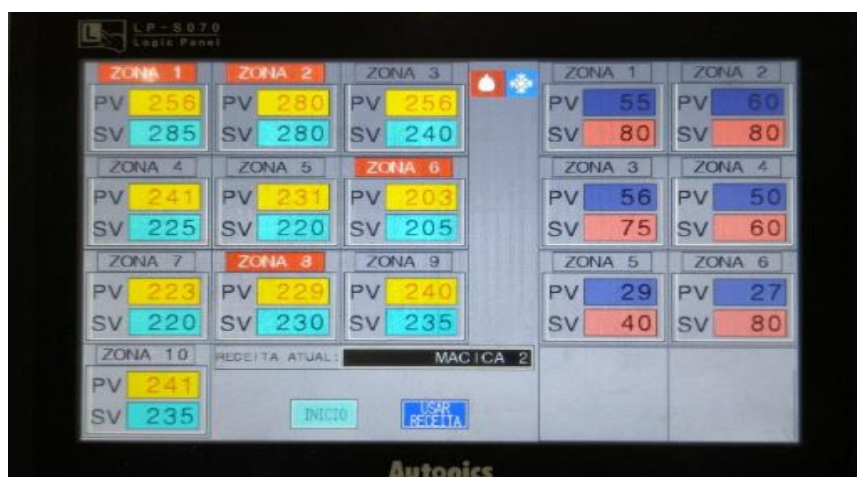 LP-S070
Logic Panel
ZONA 1 ZONA 2 ZONA 3 ZONA 1 ZONA 2
PV 256 PV 280 PV 256 PV 55 PV 60
SV 285 SV 280 SV 240 SV 80 SV 80
ZONA 4 ZONA 5 ZONA 6 ZONA 3 ZONA 4
PV 241 PV 231 PV 203 PV 56 PV 50
SV 225 SV 220 SV 205 SV 75 SV 60
ZONA 7 ZONA 8 ZONA 9 ZONA 5 ZONA 6
PV 223 PV 229 PV 240 PV 29 PV 27
SV 220 SV 230 SV 235 SV 40 SV 80
ZONA 10 RECEITA ATUAL: MACICA 2
PV 241
SV 235 INICIO USAR
RECEITA
Autonics